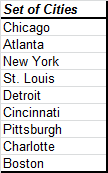 Set of Cities
Chicago
Atlanta
New York
St. Louis
Detroit
Cincinnati
Pittsburgh
Charlotte
Boston